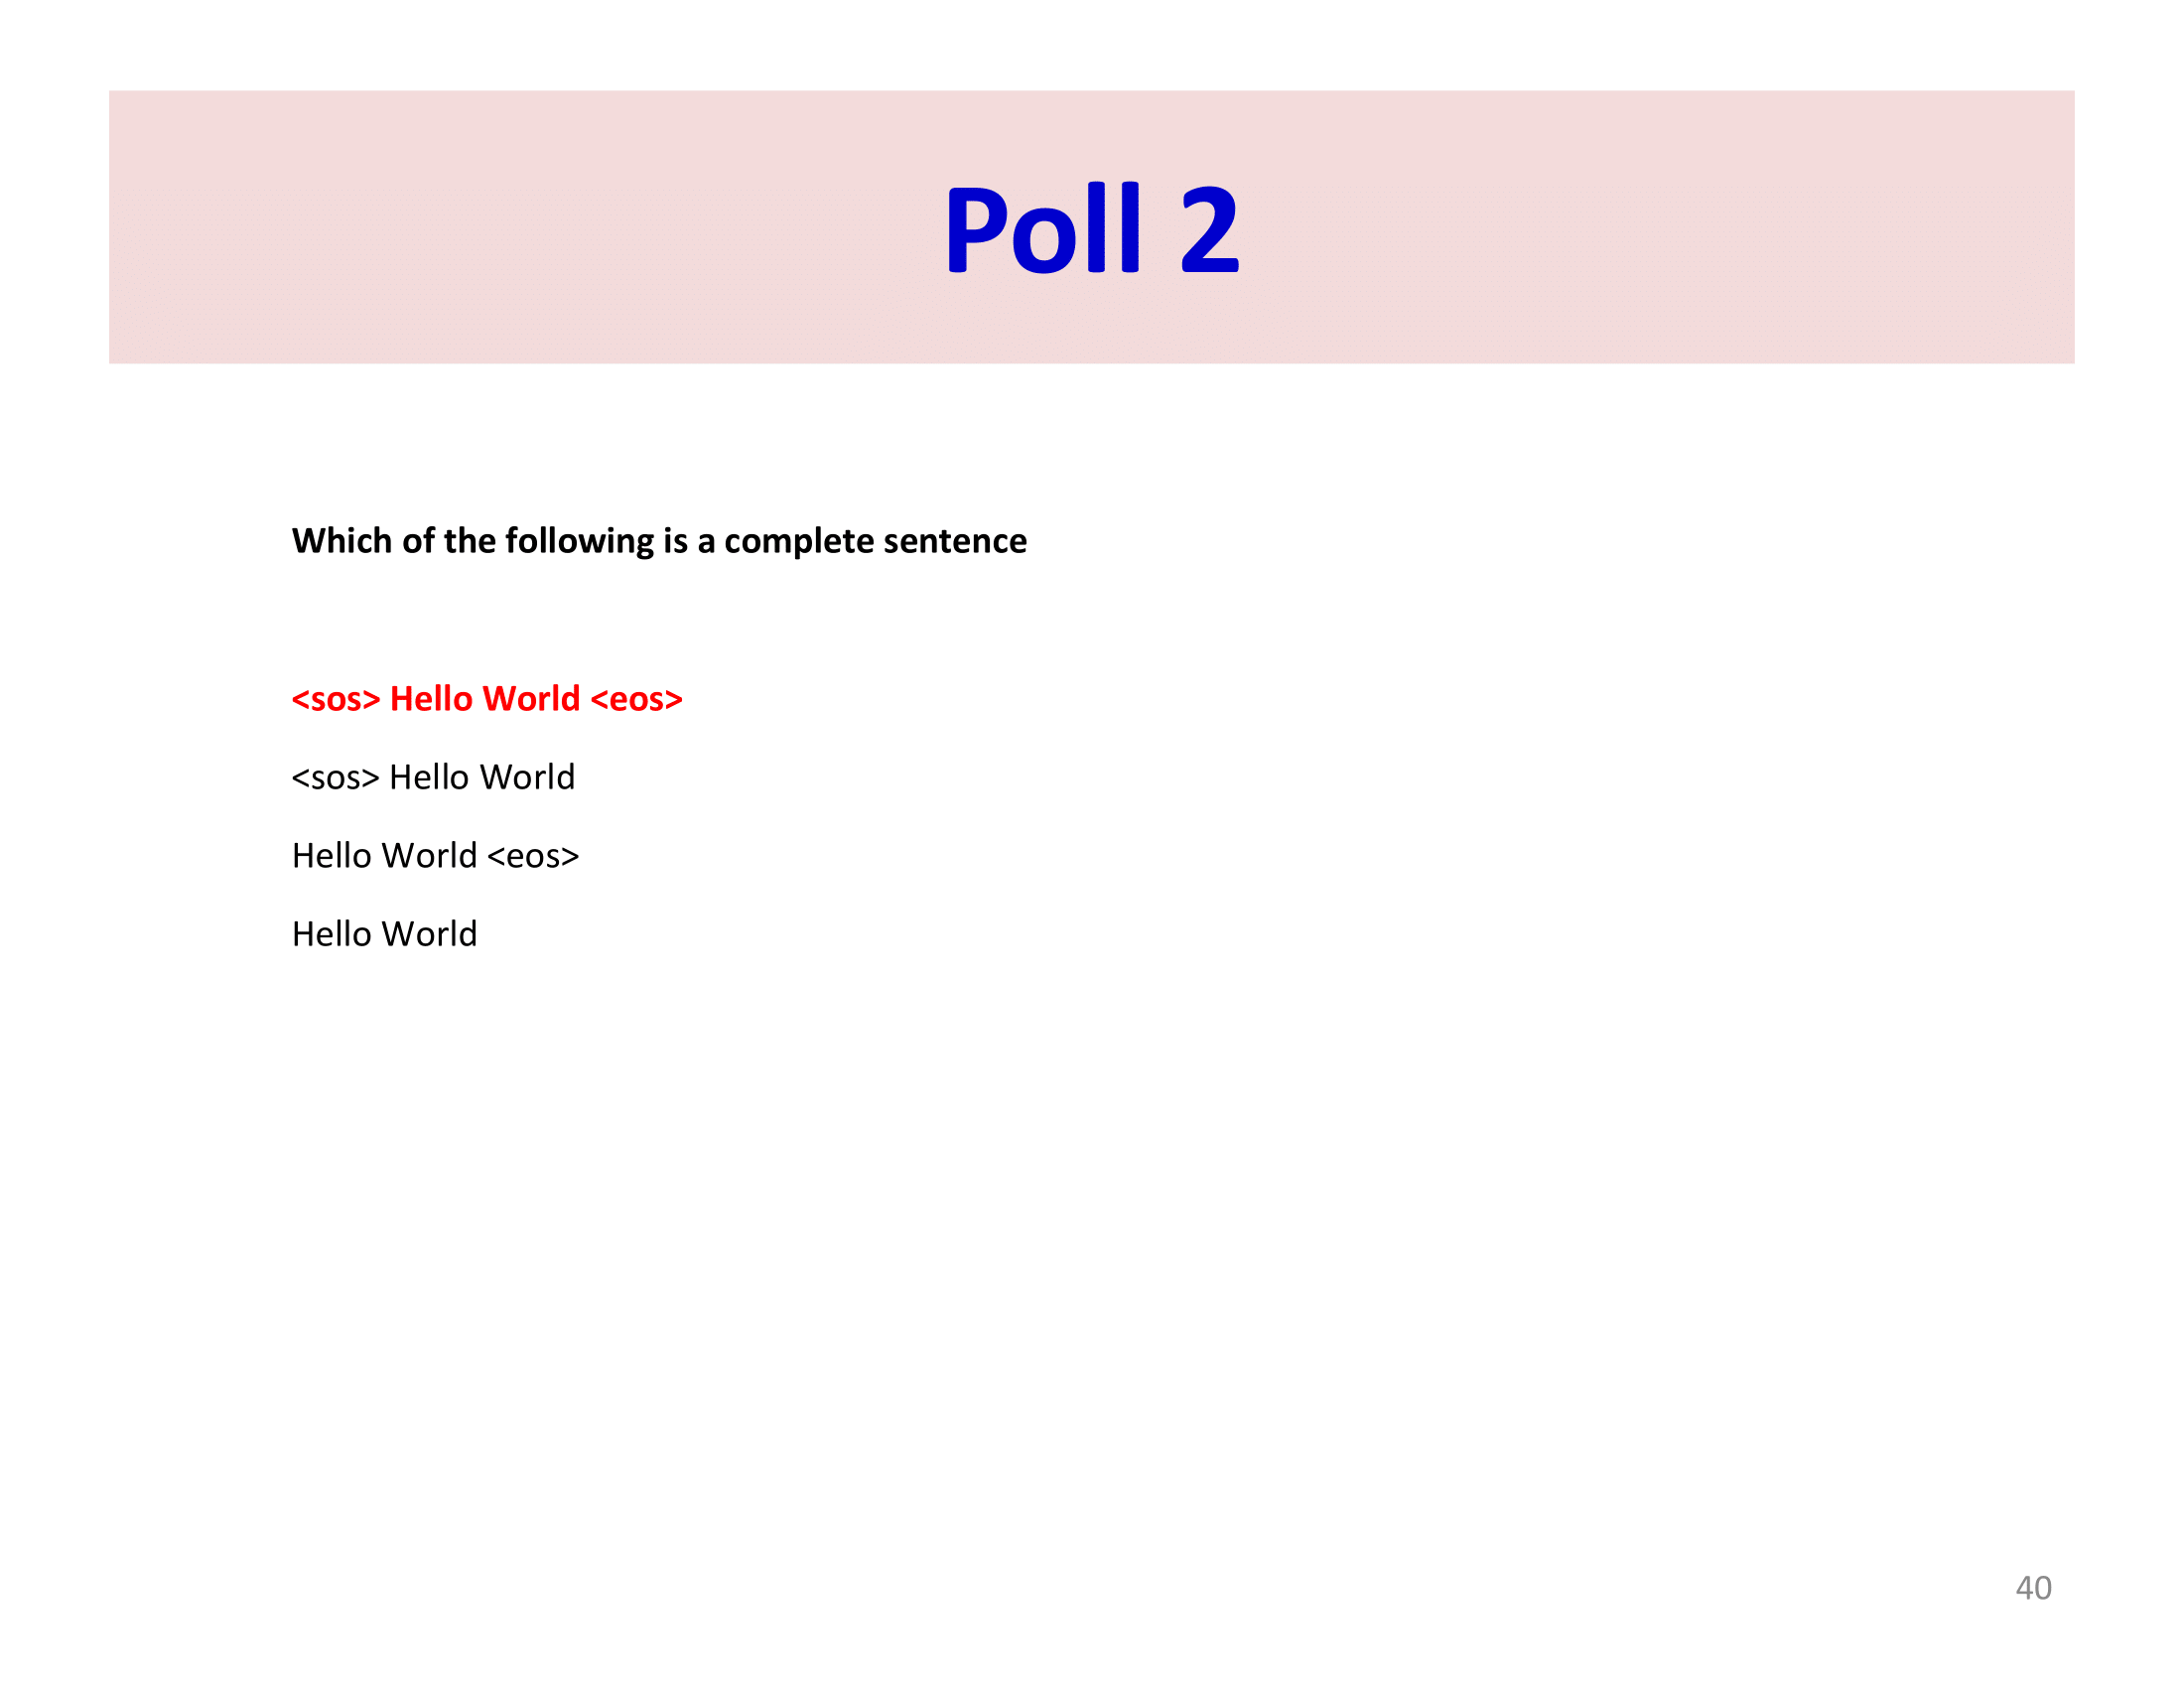 Poll 2
Which of the following is a complete sentence
<sos> Hello World <eos>
<sos> Hello World
Hello World <eos>
Hello World
40